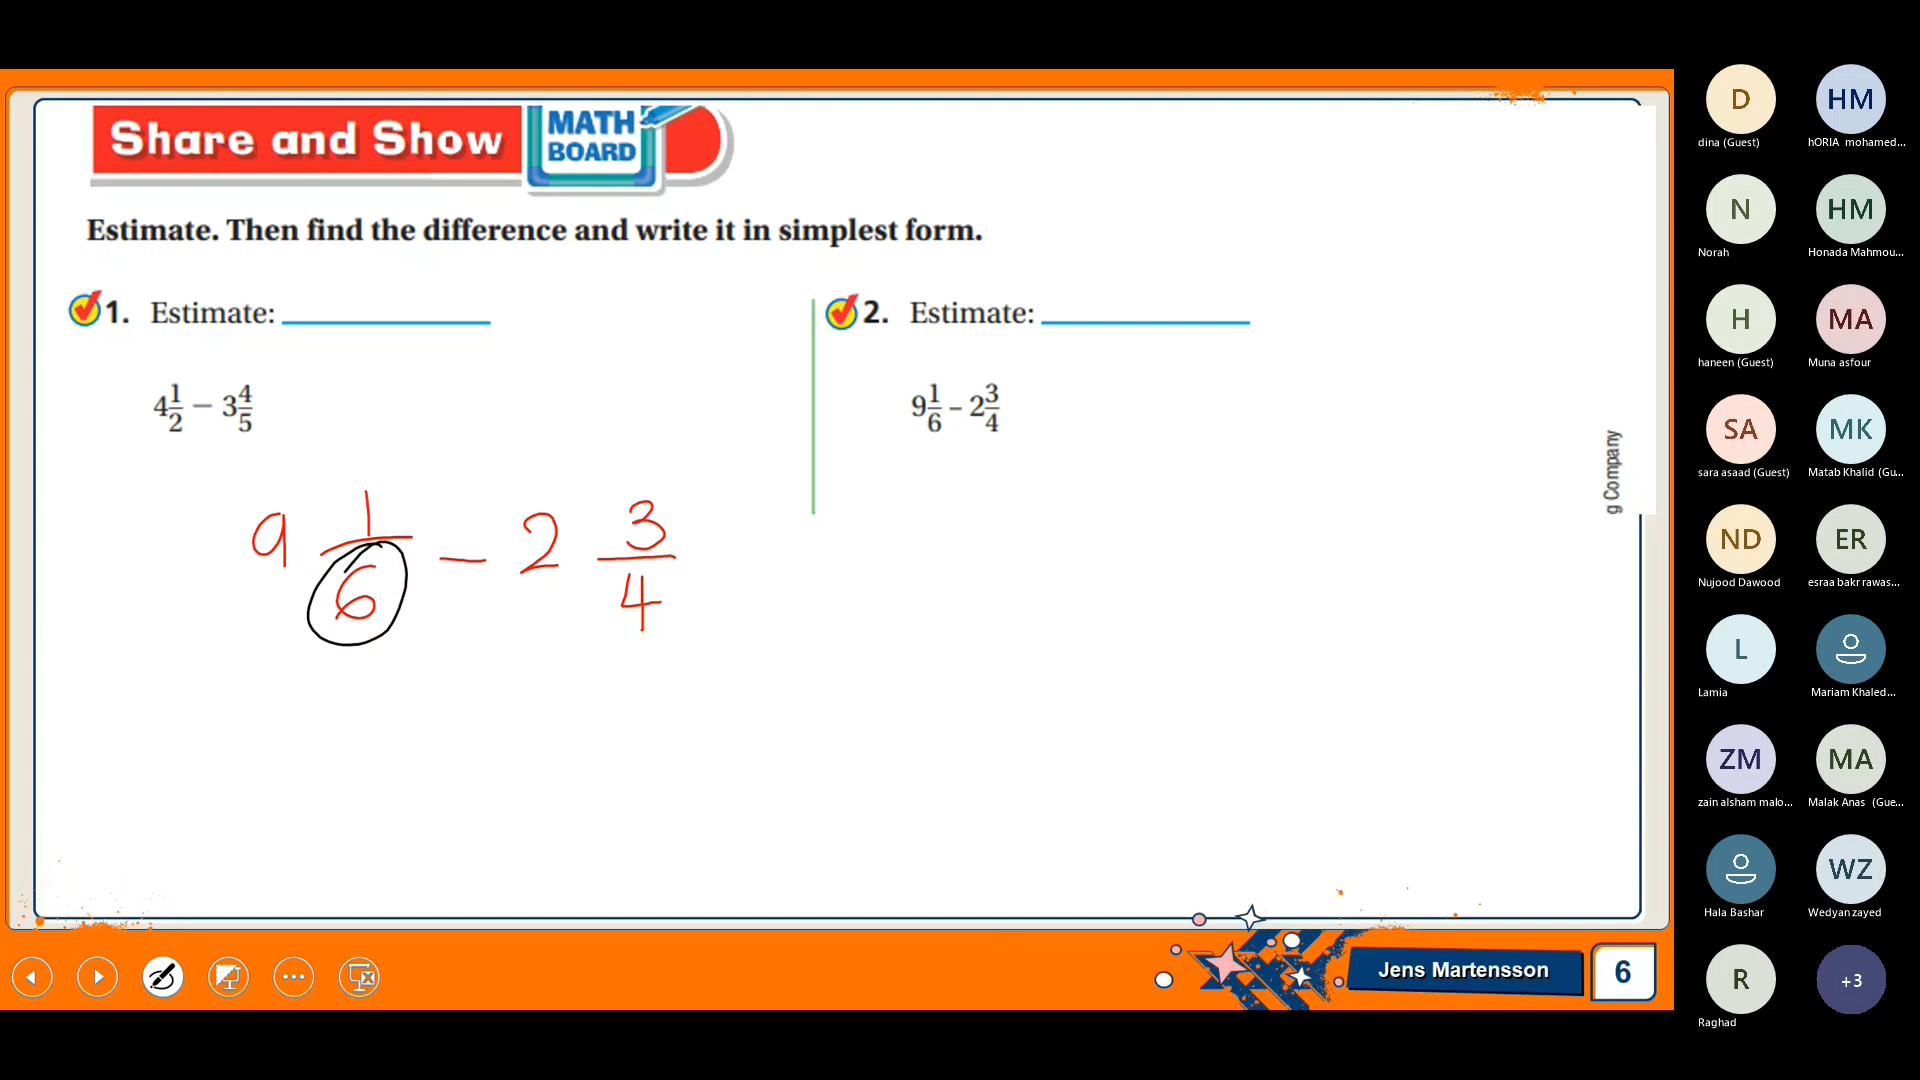 Share and Show
MATH
BOARD
Estimate. Then find the difference and write it in simplest form.
1. Estimate:
4 1/2 − 3 4/5
2. Estimate:
9 1/6 − 2 3/4
9 1/6 − 2 3/4
g Company
Jens Martensson
6
D
dina (Guest)
HM
hORIA mohamed...
N
Norah
HM
Honada Mahmou...
H
haneen (Guest)
MA
Muna asfour
SA
sara asaad (Guest)
MK
Matab Khalid (Gu...
ND
Nujood Dawood
ER
esraa bakr rawas...
L
Lamia
Mariam Khaled...
ZM
zain alsham malo...
MA
Malak Anas (Gue...
Hala Bashar
WZ
Wedyan zayed
R
Raghad
+3